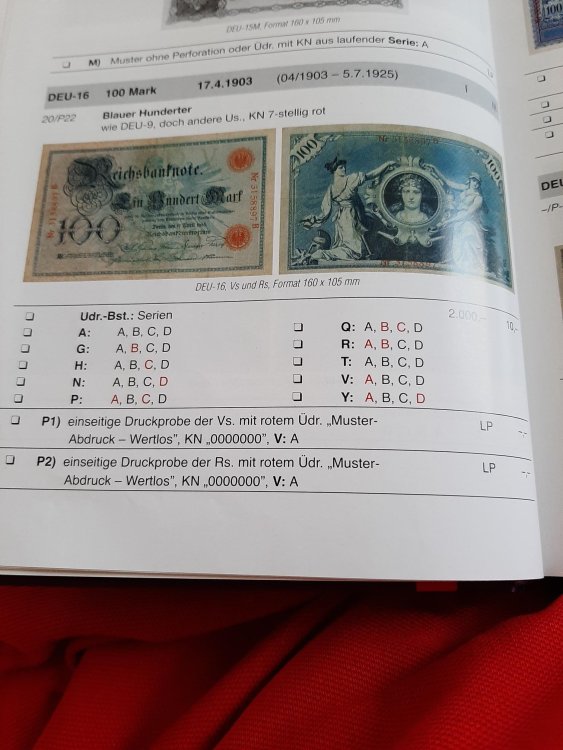 DEU-15M, Format 160 x 105 mm
❏ M) Muster ohne Perforation oder Üdr. mit KN aus laufender Serie: A
DEU-16 100 Mark 17.4.1903 (04/1903 – 5.7.1925) I
20/P22 Blauer Hunderter
wie DEU-9, doch andere Us., KN 7-stellig rot
Reichsbanknote.
Ein Hundert Mark
100
DEU-16, Vs und Rs, Format 160 x 105 mm
❏ Udr.-Bst.: Serien 2.000,– 10,–
❏ A: A, B, C, D ❏ Q: A, B, C, D
❏ G: A, B, C, D ❏ R: A, B, C, D
❏ H: A, B, C, D ❏ T: A, B, C, D
❏ N: A, B, C, D ❏ V: A, B, C, D
❏ P: A, B, C, D ❏ Y: A, B, C, D
❏ P1) einseitige Druckprobe der Vs. mit rotem Üdr. „Muster- LP –,–
Abdruck – Wertlos", KN „0000000", V: A
❏ P2) einseitige Druckprobe der Rs. mit rotem Üdr. „Muster- LP –,–
Abdruck – Wertlos", KN „0000000", V: A
DEU
–/P–